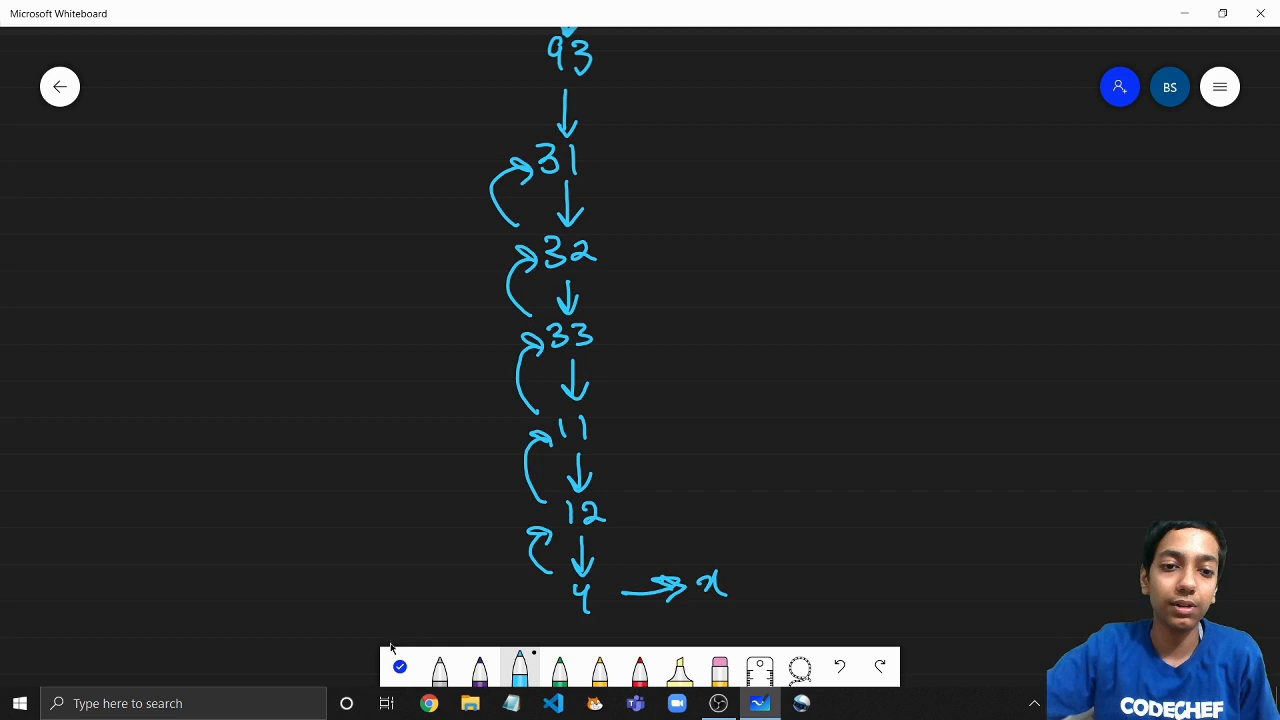 Microsoft Whiteboard
93
BS
31
32
33
11
12
4 x
Type here to search
CODECHEF